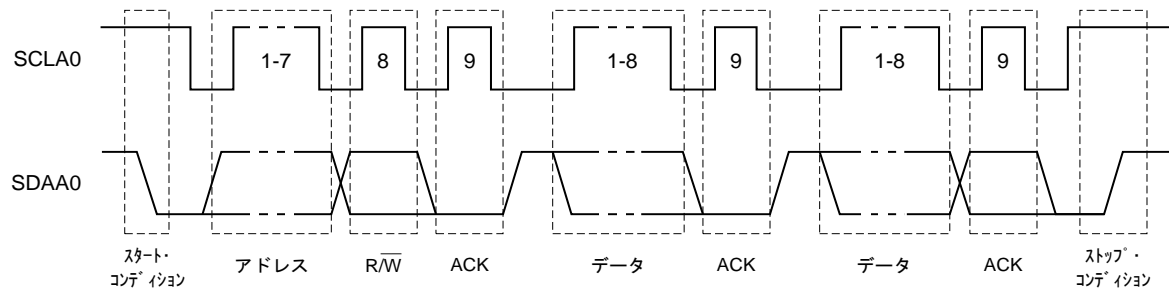 SCLA0
1-7
8
9
1-8
9
1-8
9
SDAA0
ｽﾀｰﾄ・
ｺﾝﾃﾞｨｼｮﾝ
アドレス
R/W̅
ACK
データ
ACK
データ
ACK
ｽﾄｯﾌﾟ・
ｺﾝﾃﾞｨｼｮﾝ